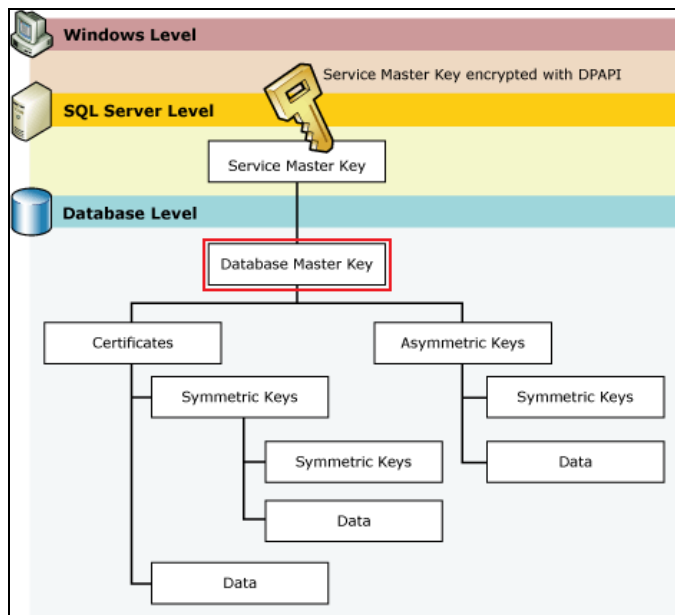 Windows Level
Service Master Key encrypted with DPAPI
SQL Server Level
Service Master Key
Database Level
Database Master Key
Certificates
Asymmetric Keys
Symmetric Keys
Symmetric Keys
Symmetric Keys
Data
Data
Data